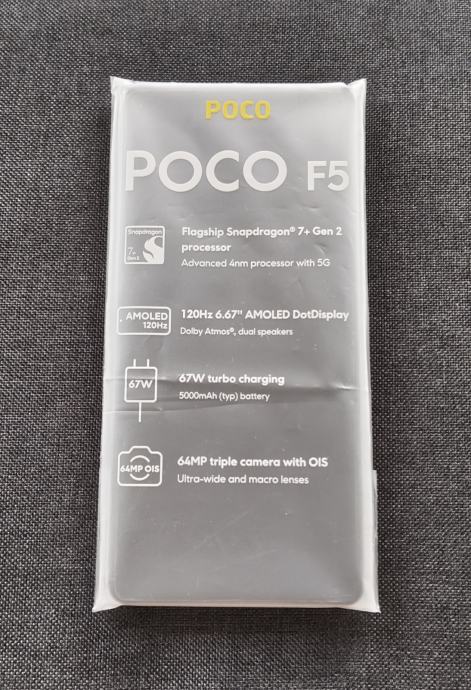 POCO
POCO F5
Snapdragon
7+
Gen 2
Flagship Snapdragon® 7+ Gen 2
processor
Advanced 4nm processor with 5G
AMOLED
120Hz
120Hz 6.67" AMOLED DotDisplay
Dolby Atmos®, dual speakers
67W
67W turbo charging
5000mAh (typ) battery
64MP OIS
64MP triple camera with OIS
Ultra-wide and macro lenses